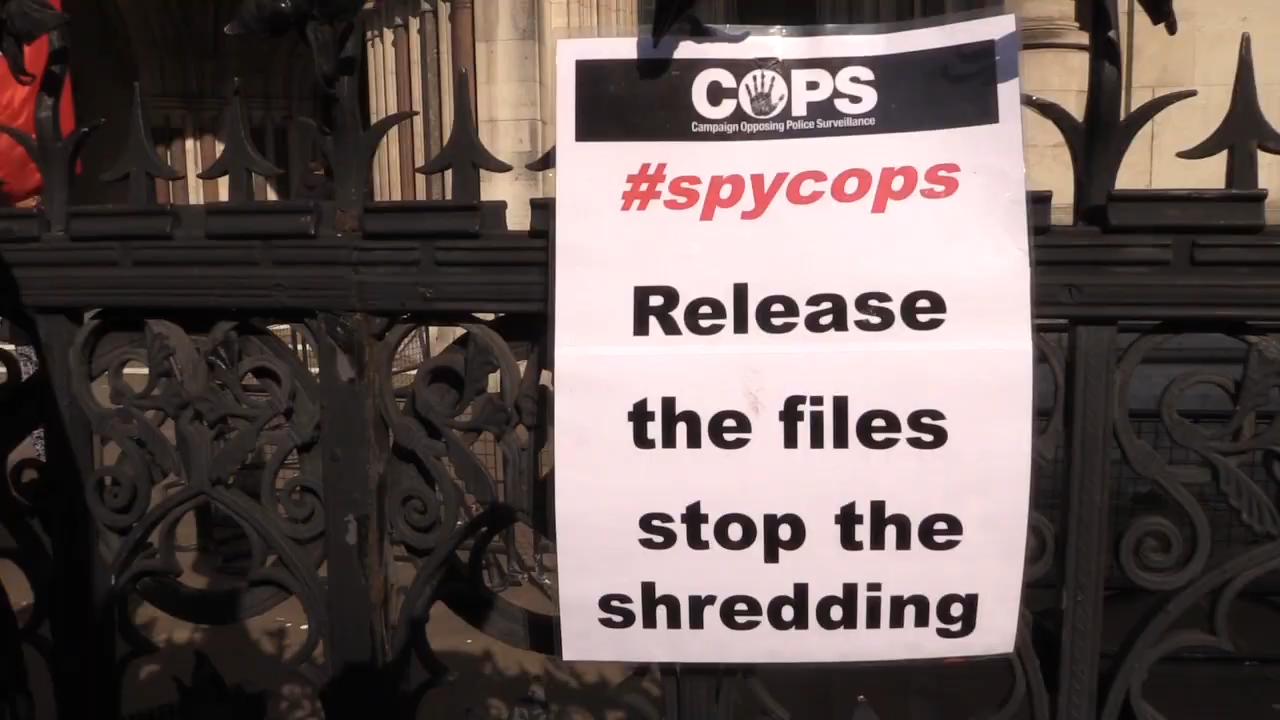 COPS
Campaign Opposing Police Surveillance
#spycops
Release
the files
stop the
shredding